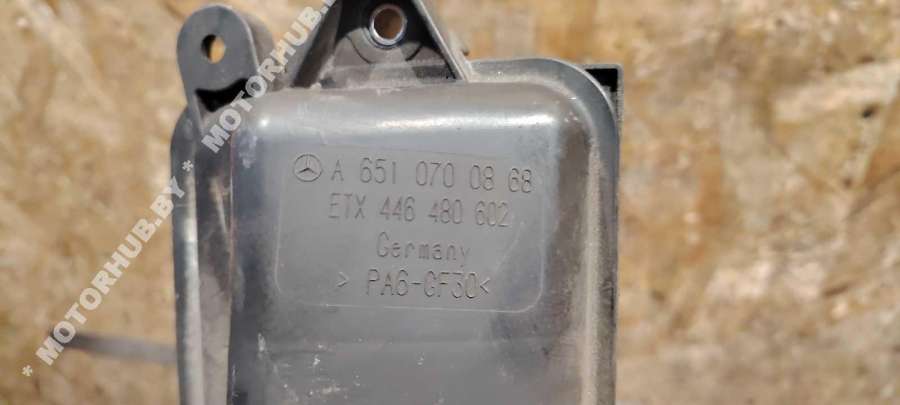 A 651 070 08 68
ETX 446 480 602
Germany
> PA6-GF30<
MOTORHUB.BY * MOTORHUB.BY